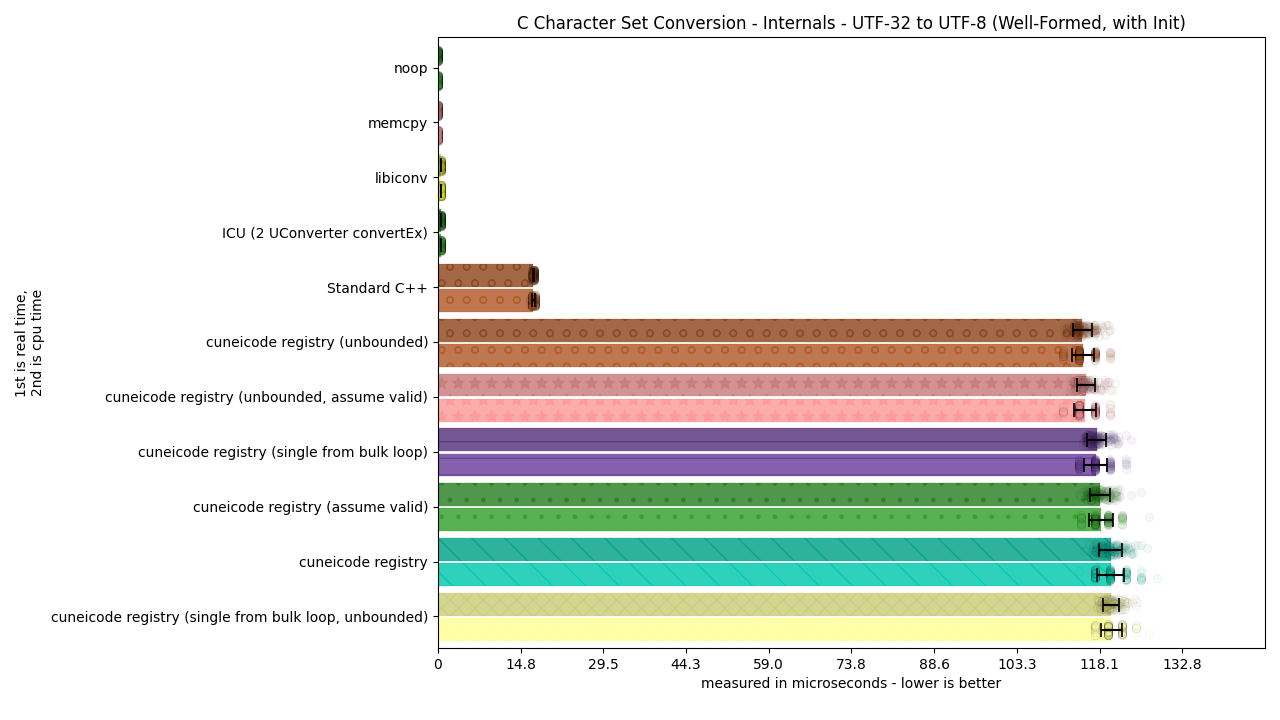 C Character Set Conversion - Internals - UTF-32 to UTF-8 (Well-Formed, with Init)
1st is real time,
2nd is cpu time
noop
memcpy
libiconv
ICU (2 UConverter convertEx)
Standard C++
cuneicode registry (unbounded)
cuneicode registry (unbounded, assume valid)
cuneicode registry (single from bulk loop)
cuneicode registry (assume valid)
cuneicode registry
cuneicode registry (single from bulk loop, unbounded)
0 14.8 29.5 44.3 59.0 73.8 88.6 103.3 118.1 132.8
measured in microseconds - lower is better